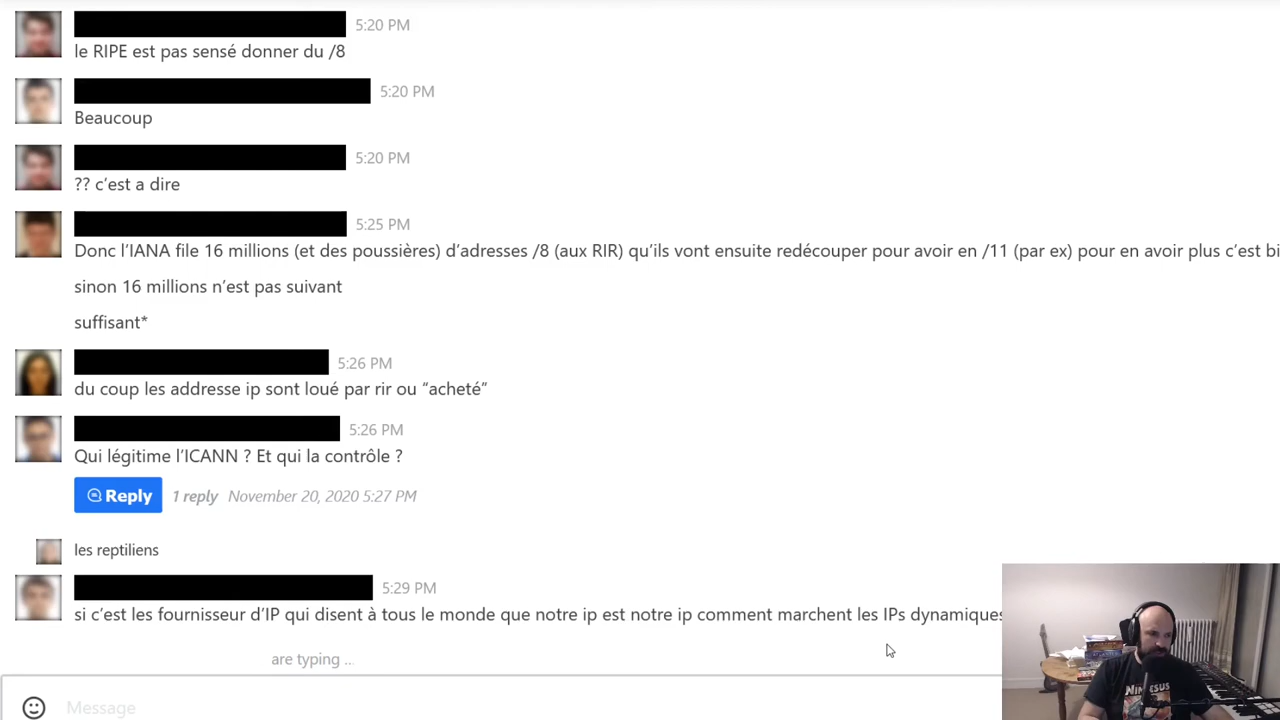 5:20 PM
le RIPE est pas sensé donner du /8
5:20 PM
Beaucoup
5:20 PM
?? c'est a dire
5:25 PM
Donc l'IANA file 16 millions (et des poussières) d'adresses /8 (aux RIR) qu'ils vont ensuite redécouper pour avoir en /11 (par ex) pour en avoir plus c'est bi
sinon 16 millions n'est pas suivant
suffisant*
5:26 PM
du coup les addresse ip sont loué par rir ou “acheté”
5:26 PM
Qui légitime l'ICANN ? Et qui la contrôle ?
Reply 1 reply November 20, 2020 5:27 PM
les reptiliens
5:29 PM
si c'est les fournisseur d'IP qui disent à tous le monde que notre ip est notre ip comment marchent les IPs dynamiques
are typing ...
Message